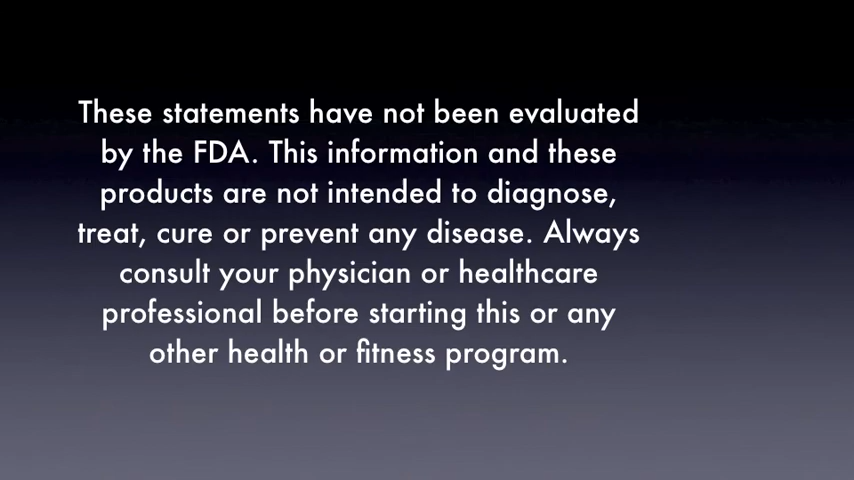 These statements have not been evaluated
by the FDA. This information and these
products are not intended to diagnose,
treat, cure or prevent any disease. Always
consult your physician or healthcare
professional before starting this or any
other health or fitness program.